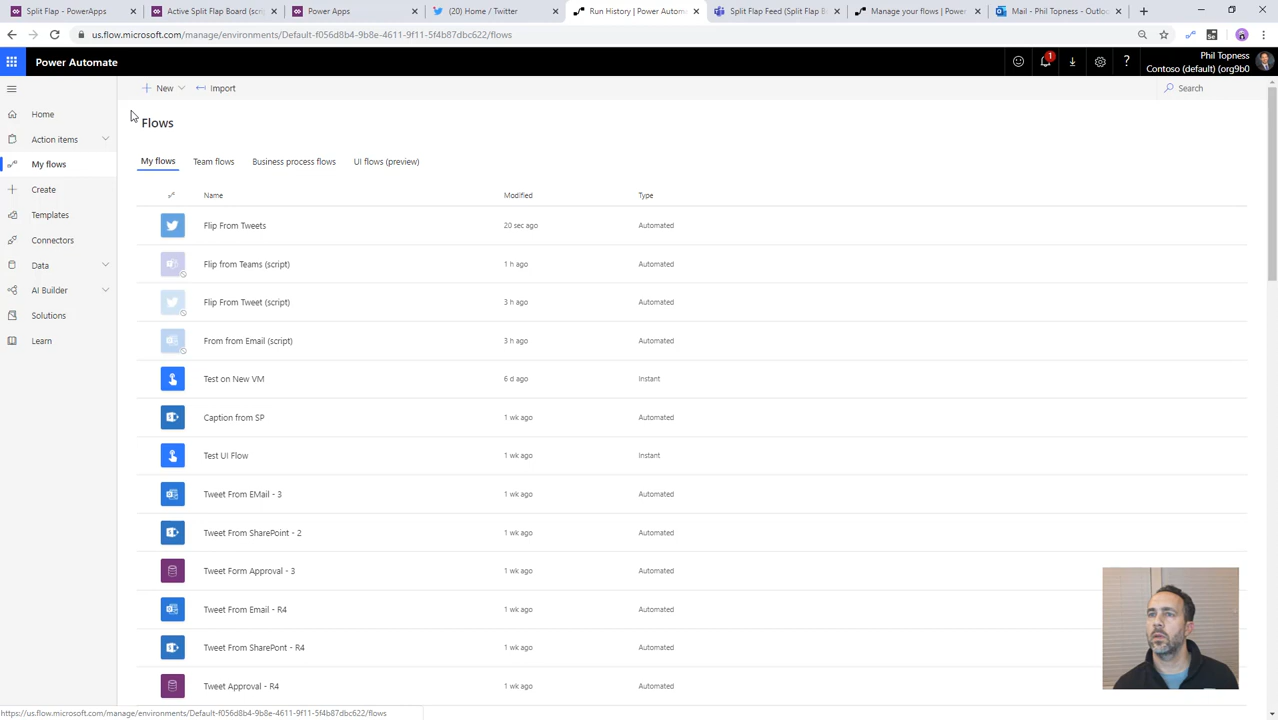 Split Flap - PowerApps
Active Split Flap Board (scri
Power Apps
(20) Home / Twitter
Run History | Power Automa
Split Flap Feed (Split Flap B
Manage your flows | Power
Mail - Phil Topness - Outloo
us.flow.microsoft.com/manage/environments/Default-f056d8b4-9b8e-4611-9f11-5f4b87dbc622/flows
Power Automate
1
Phil Topness
Contoso (default) (org9b0
New
Import
Search
Home
Action items
My flows
Create
Templates
Connectors
Data
AI Builder
Solutions
Learn
Flows
My flows
Team flows
Business process flows
UI flows (preview)
Name
Modified
Type
Flip From Tweets
20 sec ago
Automated
Flip from Teams (script)
1 h ago
Automated
Flip From Tweet (script)
3 h ago
Automated
From from Email (script)
3 h ago
Automated
Test on New VM
6 d ago
Instant
Caption from SP
1 wk ago
Automated
Test UI Flow
1 wk ago
Instant
Tweet From EMail - 3
1 wk ago
Automated
Tweet From SharePoint - 2
1 wk ago
Automated
Tweet Form Approval - 3
1 wk ago
Automated
Tweet From Email - R4
1 wk ago
Automated
Tweet From SharePont - R4
1 wk ago
Automated
Tweet Approval - R4
1 wk ago
Automated
https://us.flow.microsoft.com/manage/environments/Default-f056d8b4-9b8e-4611-9f11-5f4b87dbc622/flows